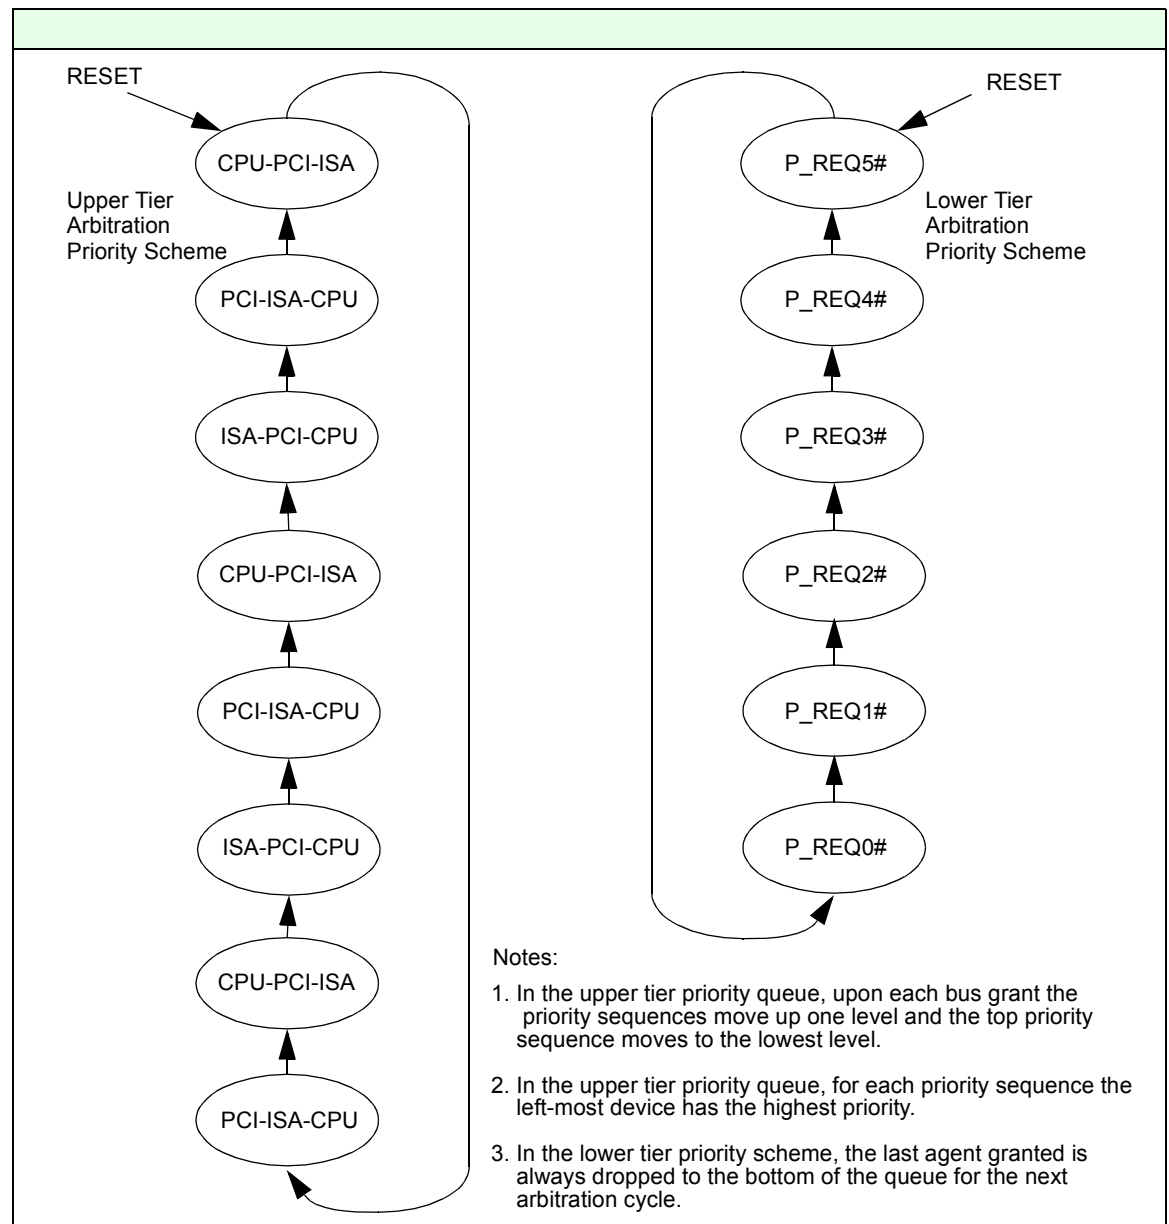 RESET
CPU-PCI-ISA
Upper Tier
Arbitration
Priority Scheme
PCI-ISA-CPU
ISA-PCI-CPU
CPU-PCI-ISA
PCI-ISA-CPU
ISA-PCI-CPU
CPU-PCI-ISA
PCI-ISA-CPU
RESET
P_REQ5#
Lower Tier
Arbitration
Priority Scheme
P_REQ4#
P_REQ3#
P_REQ2#
P_REQ1#
P_REQ0#
Notes:
1. In the upper tier priority queue, upon each bus grant the
priority sequences move up one level and the top priority
sequence moves to the lowest level.
2. In the upper tier priority queue, for each priority sequence the
left-most device has the highest priority.
3. In the lower tier priority scheme, the last agent granted is
always dropped to the bottom of the queue for the next
arbitration cycle.